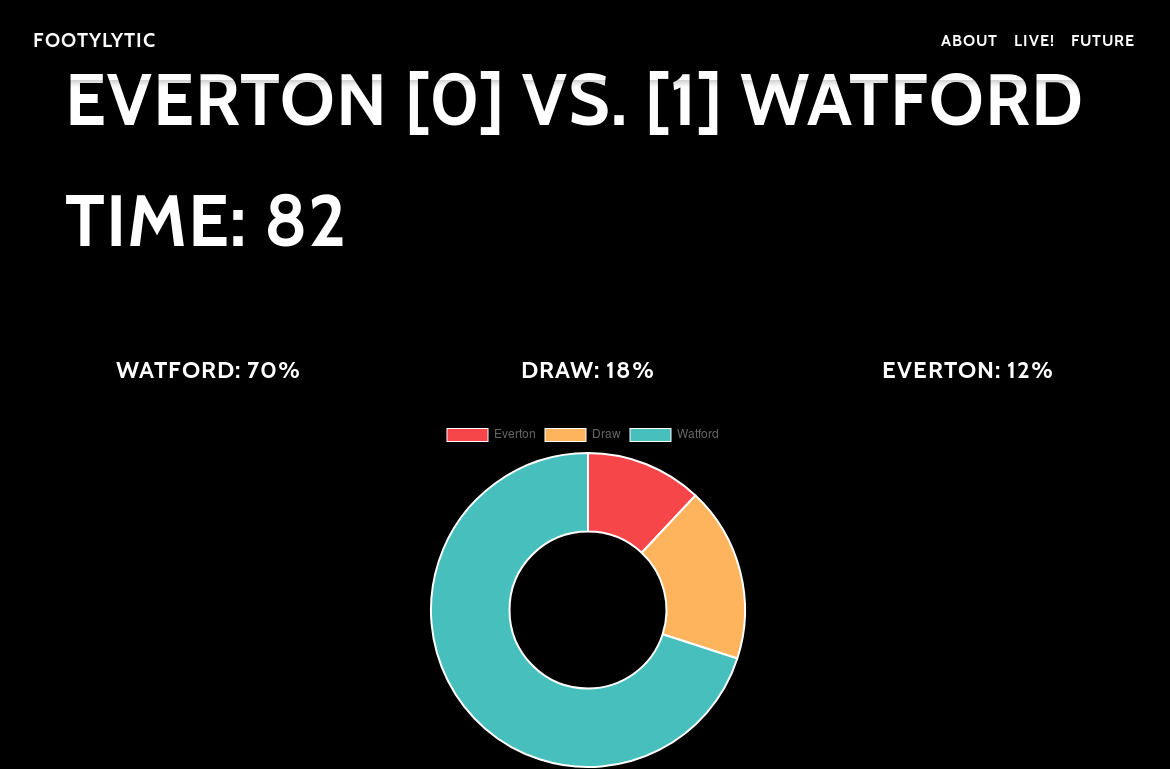 FOOTYLYTIC ABOUT LIVE! FUTURE
EVERTON [0] VS. [1] WATFORD
TIME: 82
WATFORD: 70% DRAW: 18% EVERTON: 12%
Everton Draw Watford